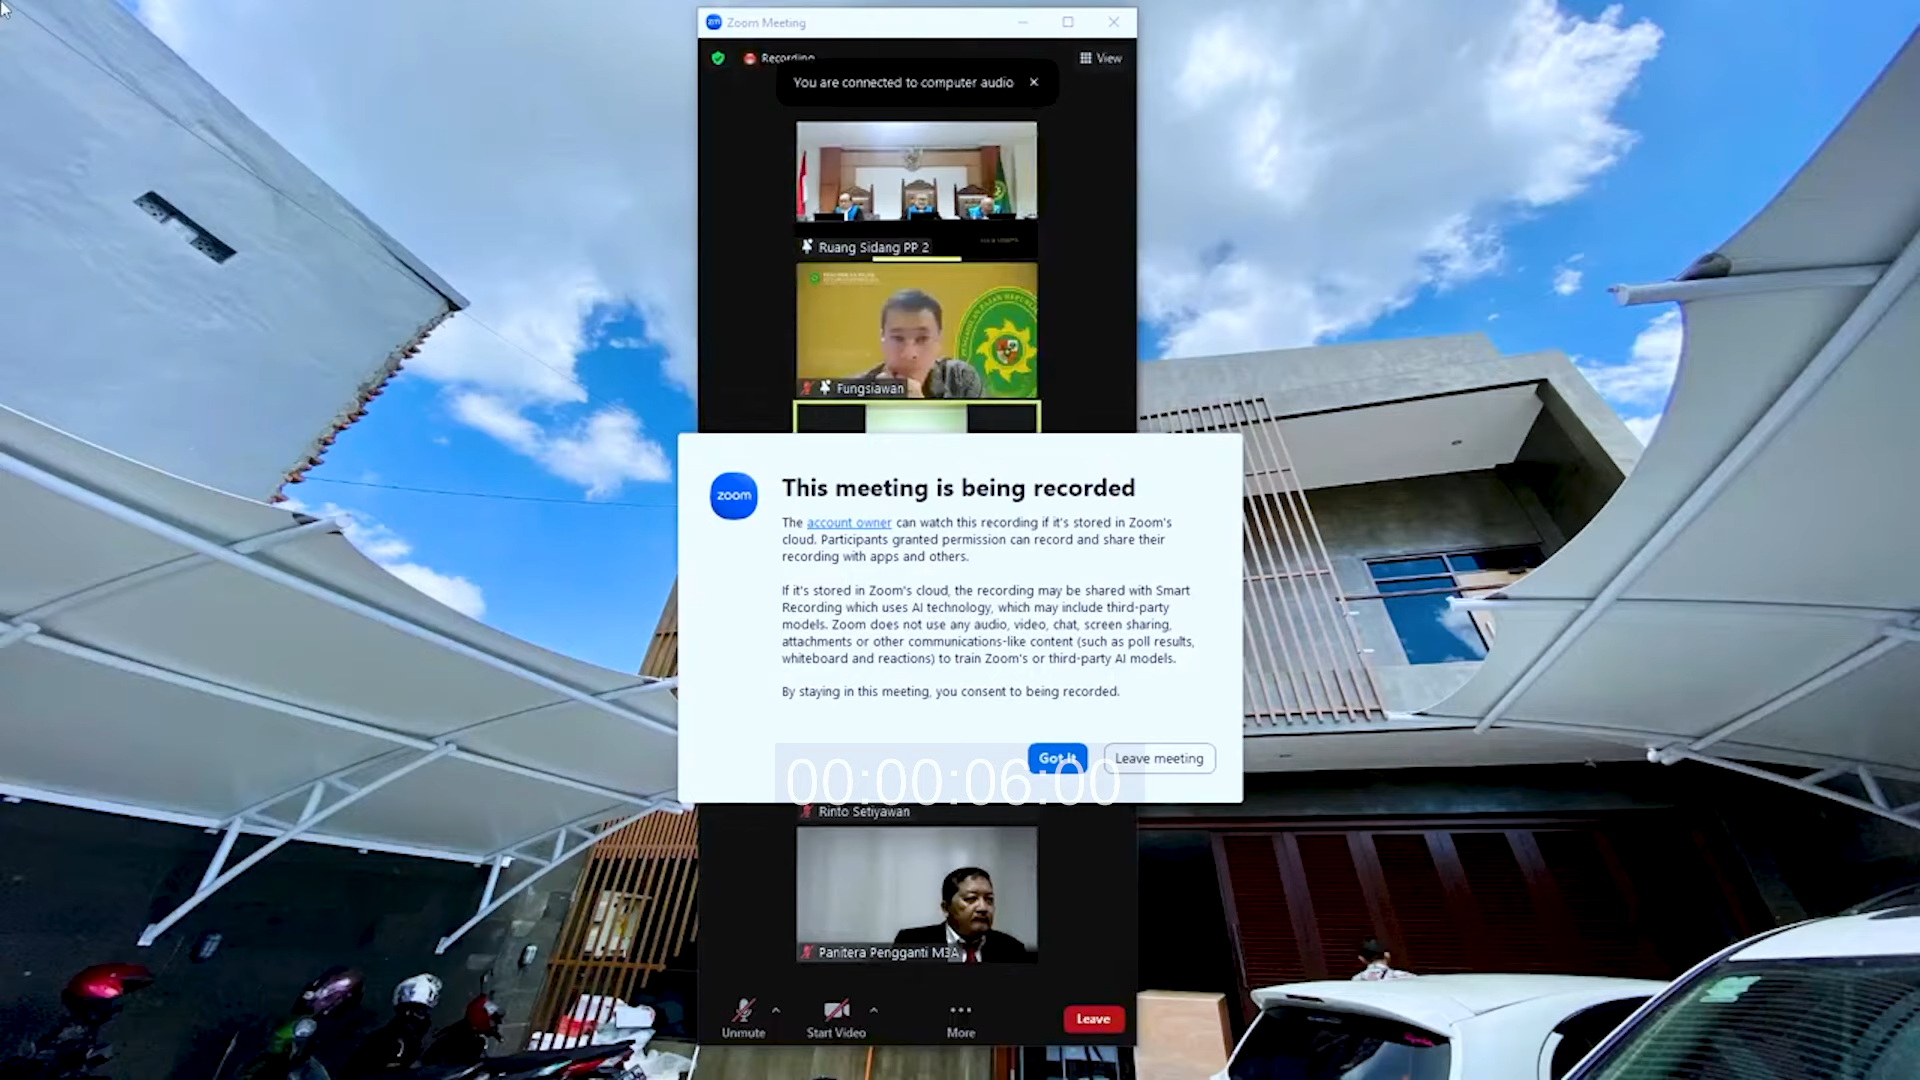 zm Zoom Meeting
Recording
View
You are connected to computer audio
Ruang Sidang PP 2
Fungsiawan
zoom
This meeting is being recorded
The account owner can watch this recording if it's stored in Zoom's
cloud. Participants granted permission can record and share their
recording with apps and others.
If it's stored in Zoom's cloud, the recording may be shared with Smart
Recording which uses AI technology, which may include third-party
models. Zoom does not use any audio, video, chat, screen sharing,
attachments or other communications-like content (such as poll results,
whiteboard and reactions) to train Zoom's or third-party AI models.
By staying in this meeting, you consent to being recorded.
Got it
Leave meeting
00:00:06:00
Rinto Setiyawan
Panitera Pengganti M3A
Unmute
Start Video
More
Leave